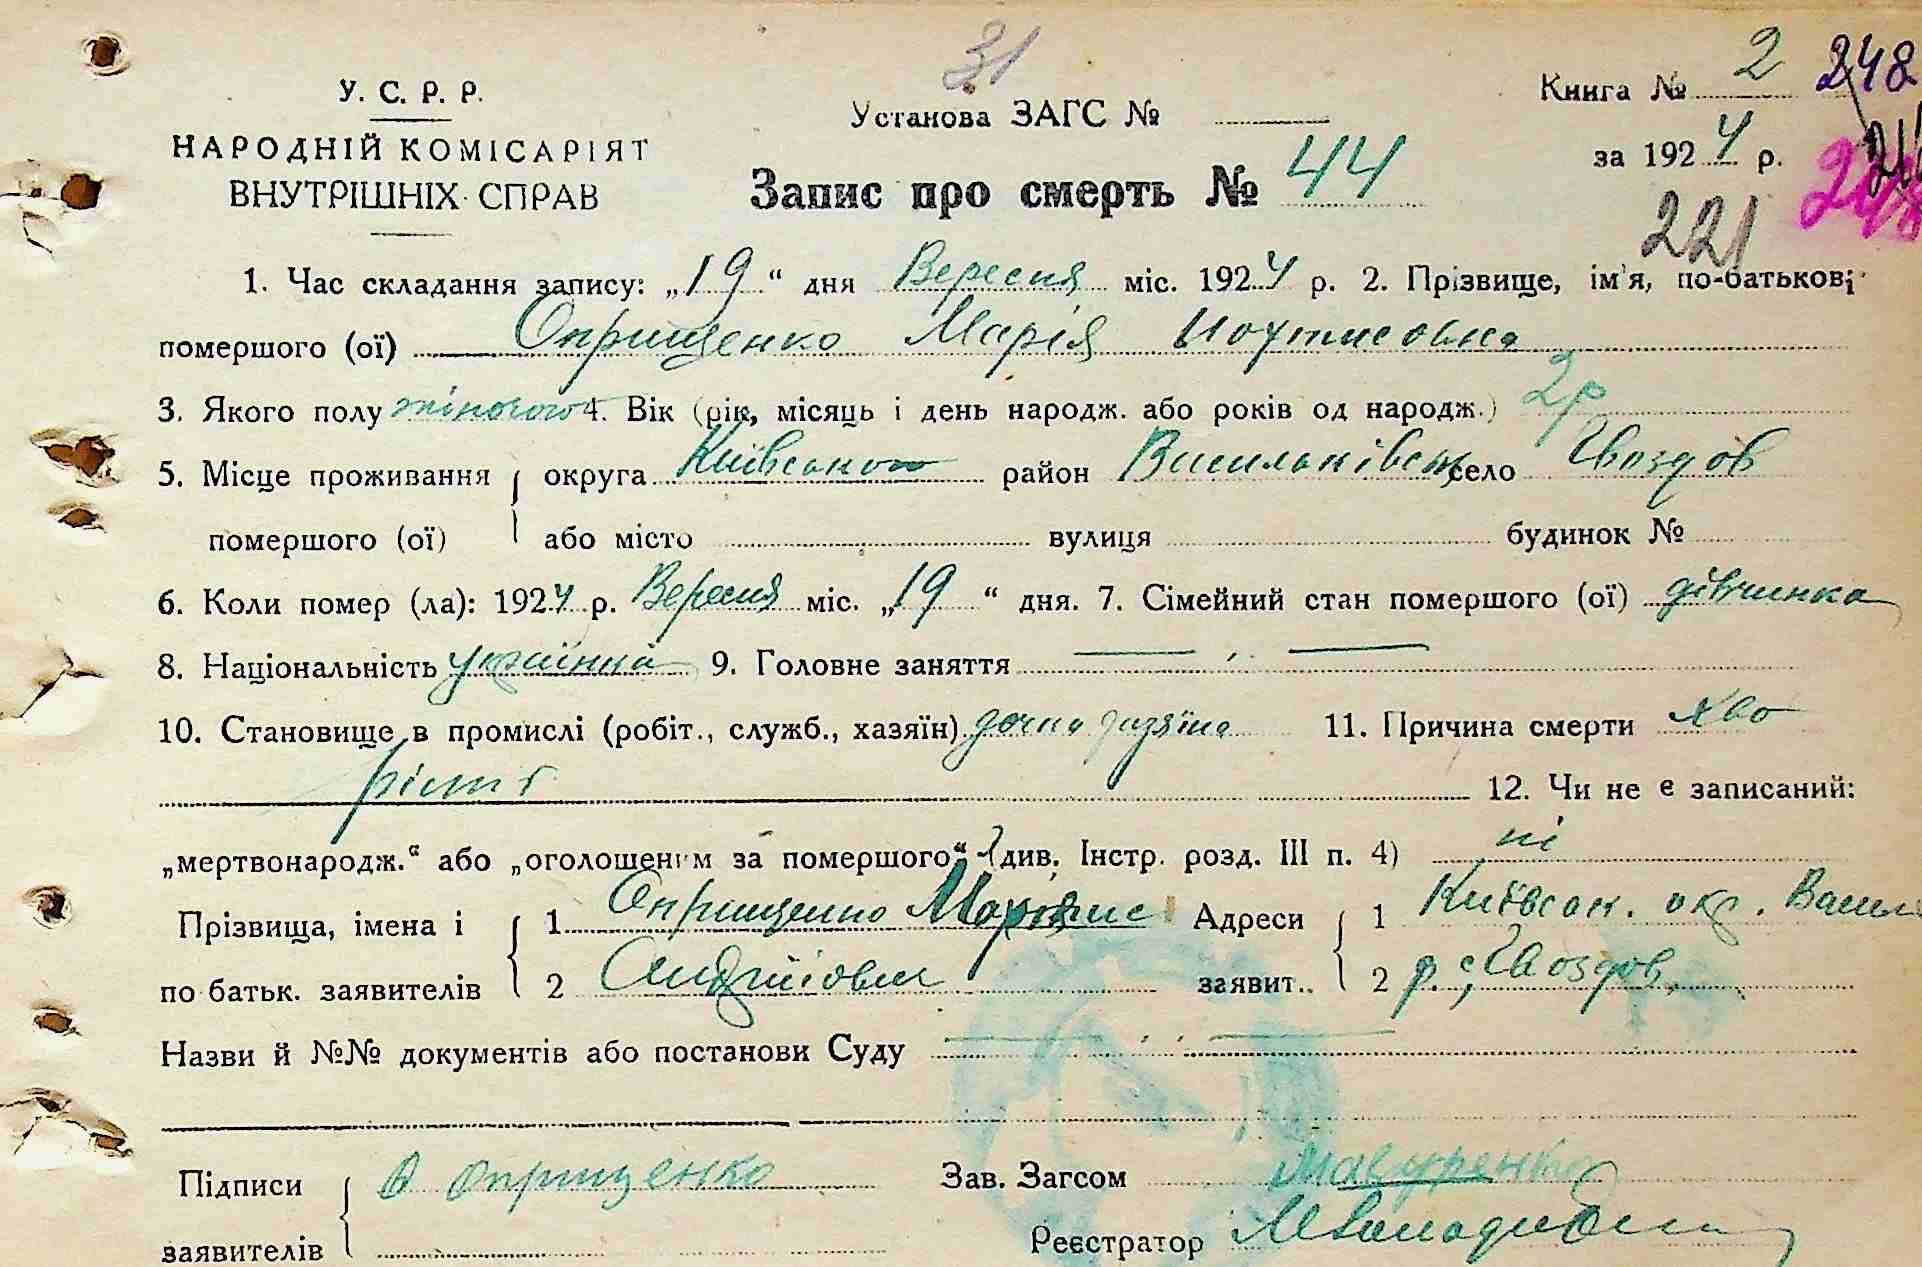 31
Книга № 2 248
У. С. Р. Р.
Установа ЗАГС №
НАРОДНІЙ КОМІСАРІЯТ
за 1924 р.
ВНУТРІШНІХ СПРАВ
Запис про смерть № 44
221
1. Час складання запису: „19“ дня Вересня міс. 1924 р. 2. Прізвище, ім'я, по-батькові
помершого (ої) Оприщенко Марія
3. Якого полу жіночого 4. Вік (рік, місяць і день народж. або років од народж.) 2р
5. Місце проживання округа Київського район Васильківськ село Гвоздов
помершого (ої) або місто вулиця будинок №
6. Коли помер (ла): 1924 р. Вересня міс. „19“ дня. 7. Сімейний стан помершого (ої) дівчинка
8. Національність українка 9. Головне заняття
10. Становище в промислі (робіт., служб., хазяїн) дочка хазяїна 11. Причина смерти хво
рість 12. Чи не є записаний:
„мертвонародж.“ або „оголошеним за помершого“ (див. Інстр. розд. III п. 4) ні
Прізвища, імена і 1 Оприщенко Адреси 1 Київськ. окр. Васил
по батьк. заявителів 2 заявит.. 2 р. с. Гвоздов
Назви й №№ документів або постанови Суду
Підписи Оприщенко Зав. Загсом
заявителів Реєстратор